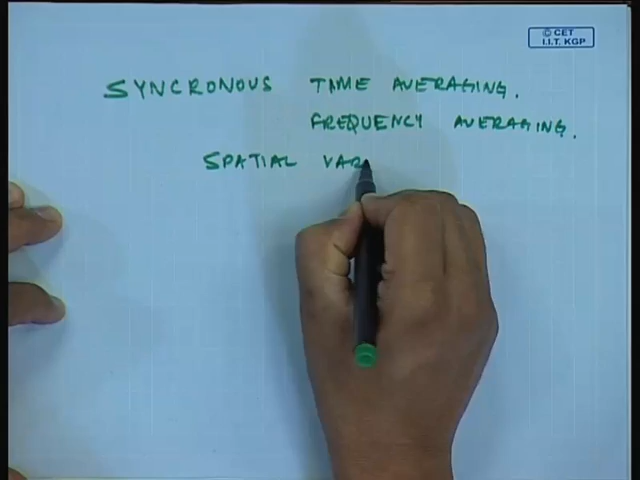 © CET
I.I.T. KGP
SYNCRONOUS TIME AVERAGING.
FREQUENCY AVERAGING.
SPATIAL VAR